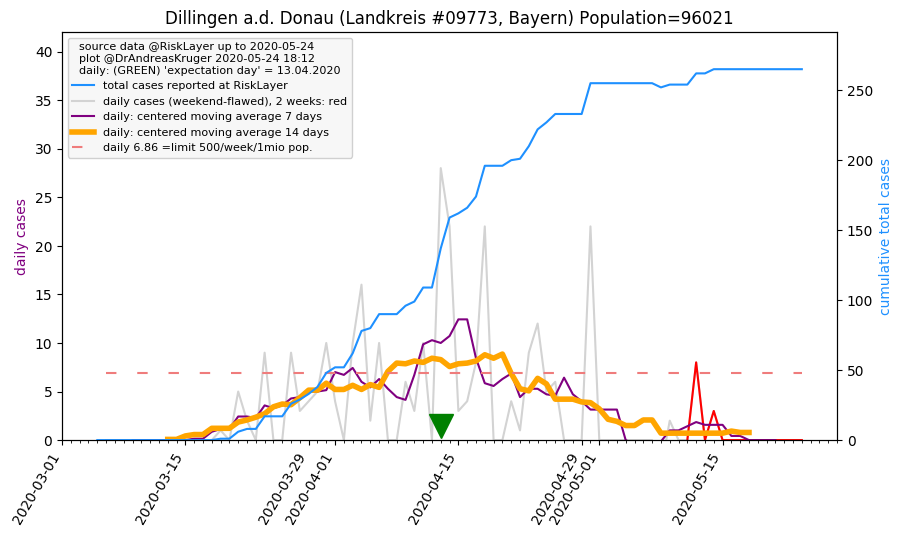 Dillingen a.d. Donau (Landkreis #09773, Bayern) Population=96021
source data @RiskLayer up to 2020-05-24
plot @DrAndreasKruger 2020-05-24 18:12
daily: (GREEN) 'expectation day' = 13.04.2020
total cases reported at RiskLayer
daily cases (weekend-flawed), 2 weeks: red
daily: centered moving average 7 days
daily: centered moving average 14 days
daily 6.86 =limit 500/week/1mio pop.
daily cases
40
35
30
25
20
15
10
5
0
cumulative total cases
250
200
150
100
50
0
2020-03-01
2020-03-15
2020-03-29
2020-04-01
2020-04-15
2020-04-29
2020-05-01
2020-05-15